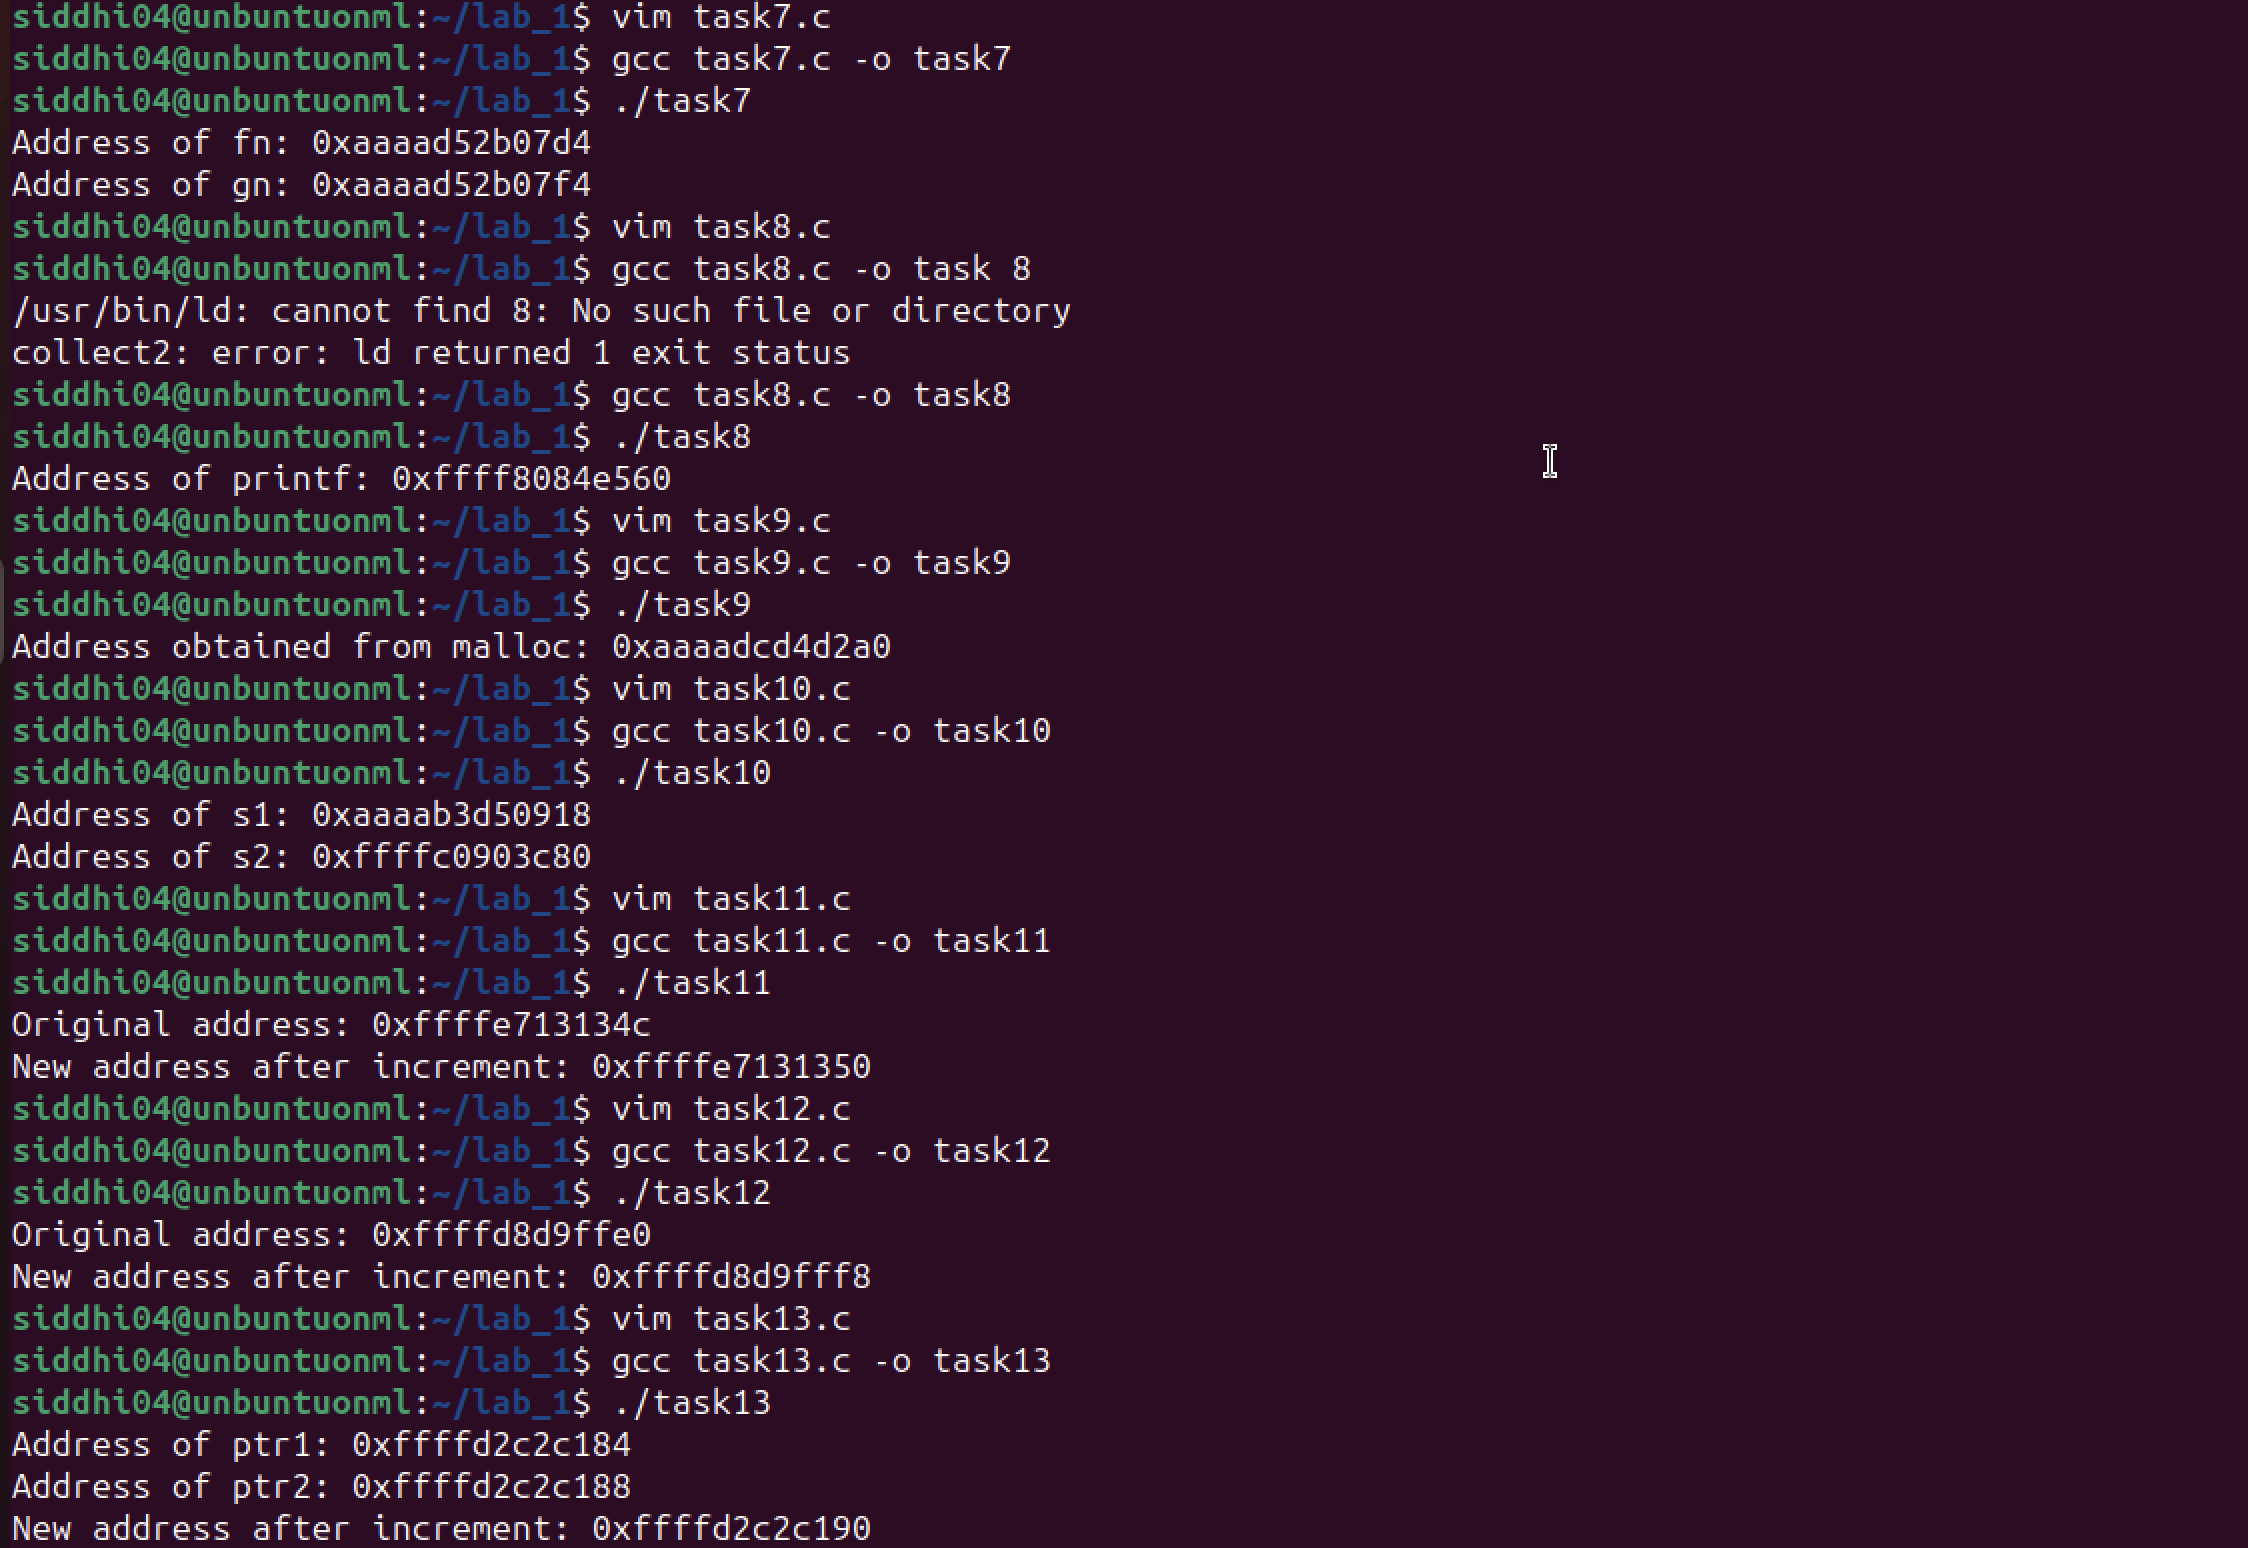 siddhi04@unbuntuonml:~/lab_1$ vim task7.c
siddhi04@unbuntuonml:~/lab_1$ gcc task7.c -o task7
siddhi04@unbuntuonml:~/lab_1$ ./task7
Address of fn: 0xaaaad52b07d4
Address of gn: 0xaaaad52b07f4
siddhi04@unbuntuonml:~/lab_1$ vim task8.c
siddhi04@unbuntuonml:~/lab_1$ gcc task8.c -o task 8
/usr/bin/ld: cannot find 8: No such file or directory
collect2: error: ld returned 1 exit status
siddhi04@unbuntuonml:~/lab_1$ gcc task8.c -o task8
siddhi04@unbuntuonml:~/lab_1$ ./task8
Address of printf: 0xffff8084e560
siddhi04@unbuntuonml:~/lab_1$ vim task9.c
siddhi04@unbuntuonml:~/lab_1$ gcc task9.c -o task9
siddhi04@unbuntuonml:~/lab_1$ ./task9
Address obtained from malloc: 0xaaaadcd4d2a0
siddhi04@unbuntuonml:~/lab_1$ vim task10.c
siddhi04@unbuntuonml:~/lab_1$ gcc task10.c -o task10
siddhi04@unbuntuonml:~/lab_1$ ./task10
Address of s1: 0xaaaab3d50918
Address of s2: 0xffffc0903c80
siddhi04@unbuntuonml:~/lab_1$ vim task11.c
siddhi04@unbuntuonml:~/lab_1$ gcc task11.c -o task11
siddhi04@unbuntuonml:~/lab_1$ ./task11
Original address: 0xffffe713134c
New address after increment: 0xffffe7131350
siddhi04@unbuntuonml:~/lab_1$ vim task12.c
siddhi04@unbuntuonml:~/lab_1$ gcc task12.c -o task12
siddhi04@unbuntuonml:~/lab_1$ ./task12
Original address: 0xffffd8d9ffe0
New address after increment: 0xffffd8d9fff8
siddhi04@unbuntuonml:~/lab_1$ vim task13.c
siddhi04@unbuntuonml:~/lab_1$ gcc task13.c -o task13
siddhi04@unbuntuonml:~/lab_1$ ./task13
Address of ptr1: 0xffffd2c2c184
Address of ptr2: 0xffffd2c2c188
New address after increment: 0xffffd2c2c190